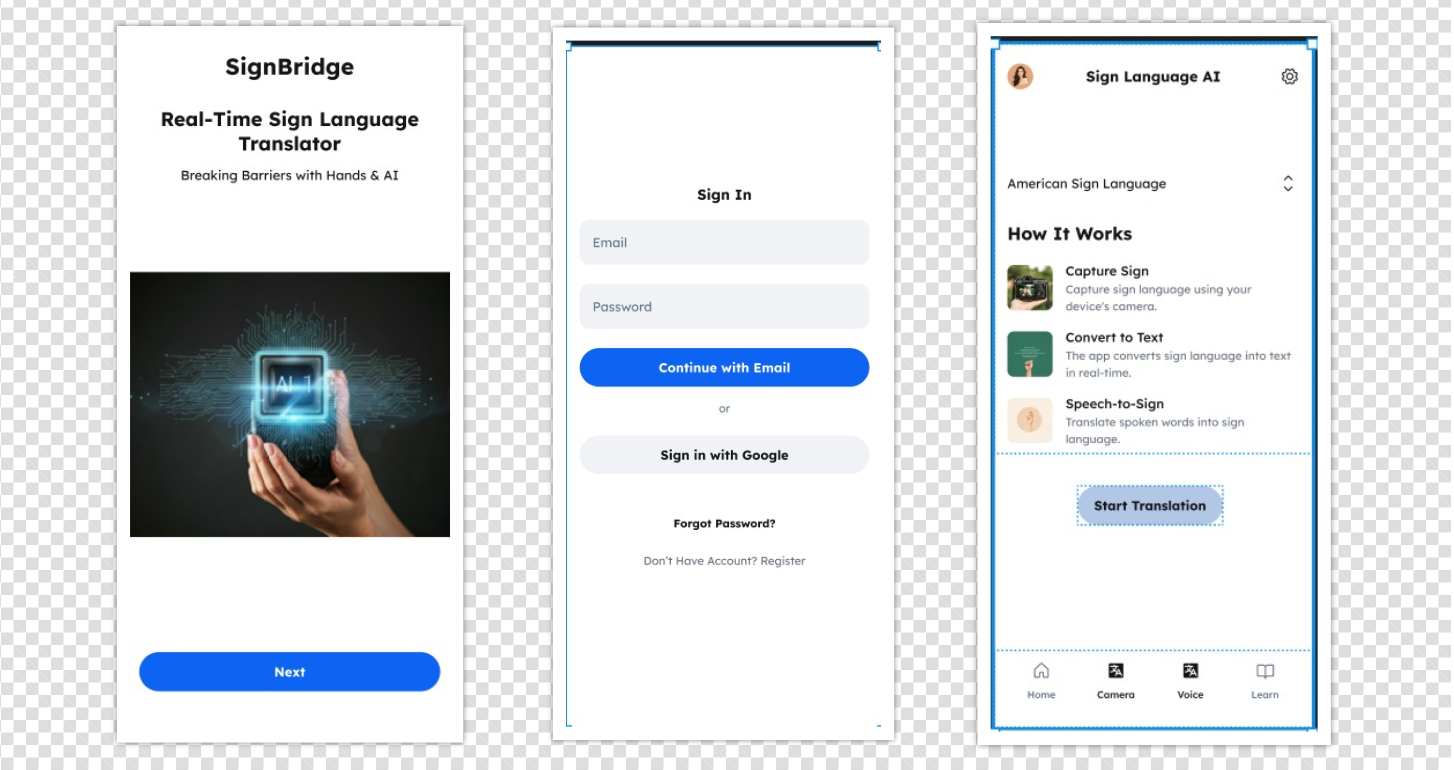 SignBridge
Real-Time Sign Language
Translator
Breaking Barriers with Hands & AI
AI
Next
Sign In
Email
Password
Continue with Email
or
Sign in with Google
Forgot Password?
Don't Have Account? Register
Sign Language AI
American Sign Language
How It Works
Capture Sign
Capture sign language using your
device's camera.
Convert to Text
The app converts sign language into text
in real-time.
Speech-to-Sign
Translate spoken words into sign
language.
Start Translation
Home
Camera
Voice
Learn